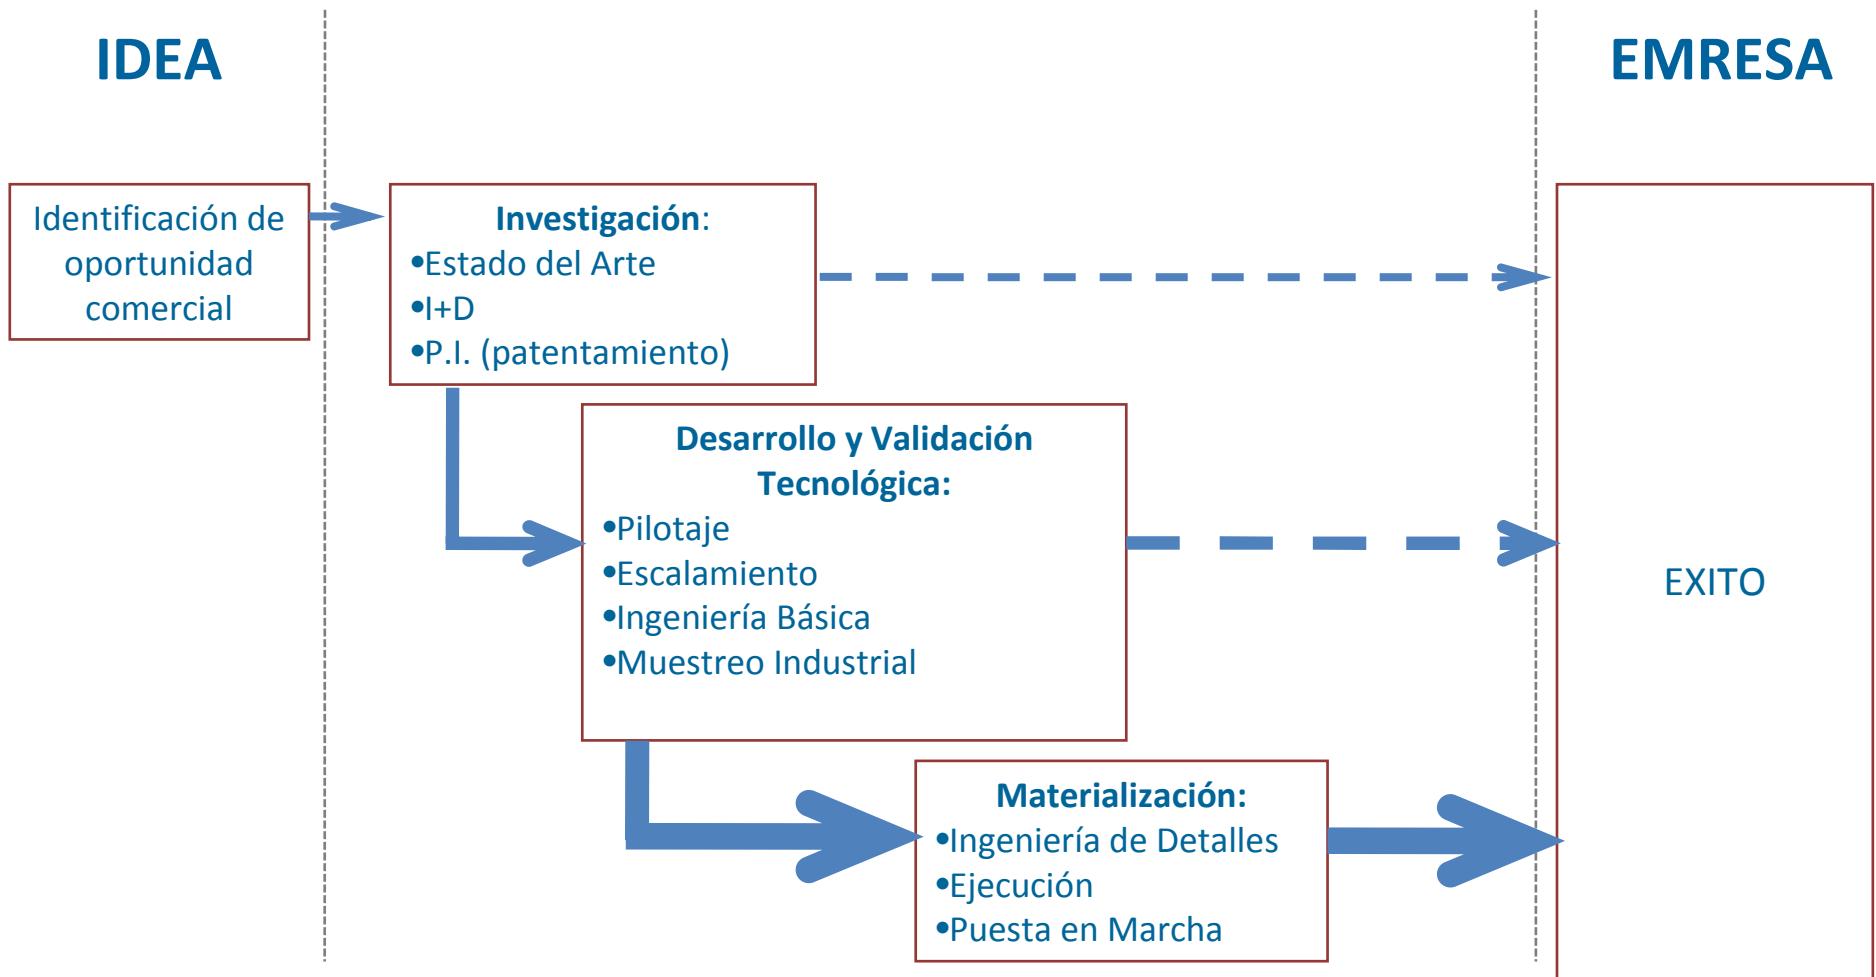 IDEA
EMRESA
Identificación de
oportunidad
comercial
Investigación:
•Estado del Arte
•I+D
•P.I. (patentamiento)
Desarrollo y Validación
Tecnológica:
•Pilotaje
•Escalamiento
•Ingeniería Básica
•Muestreo Industrial
Materialización:
•Ingeniería de Detalles
•Ejecución
•Puesta en Marcha
EXITO